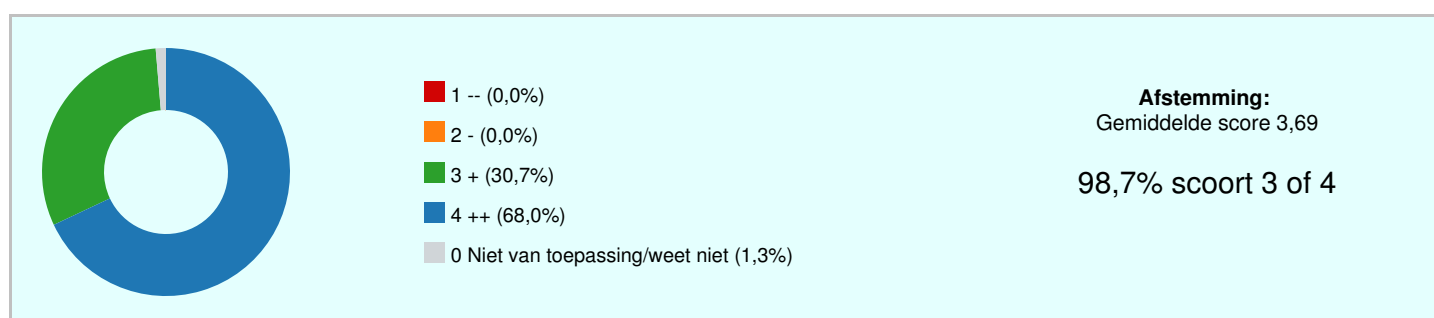 1 -- (0,0%)
2 - (0,0%)
3 + (30,7%)
4 ++ (68,0%)
0 Niet van toepassing/weet niet (1,3%)
Afstemming:
Gemiddelde score 3,69
98,7% scoort 3 of 4